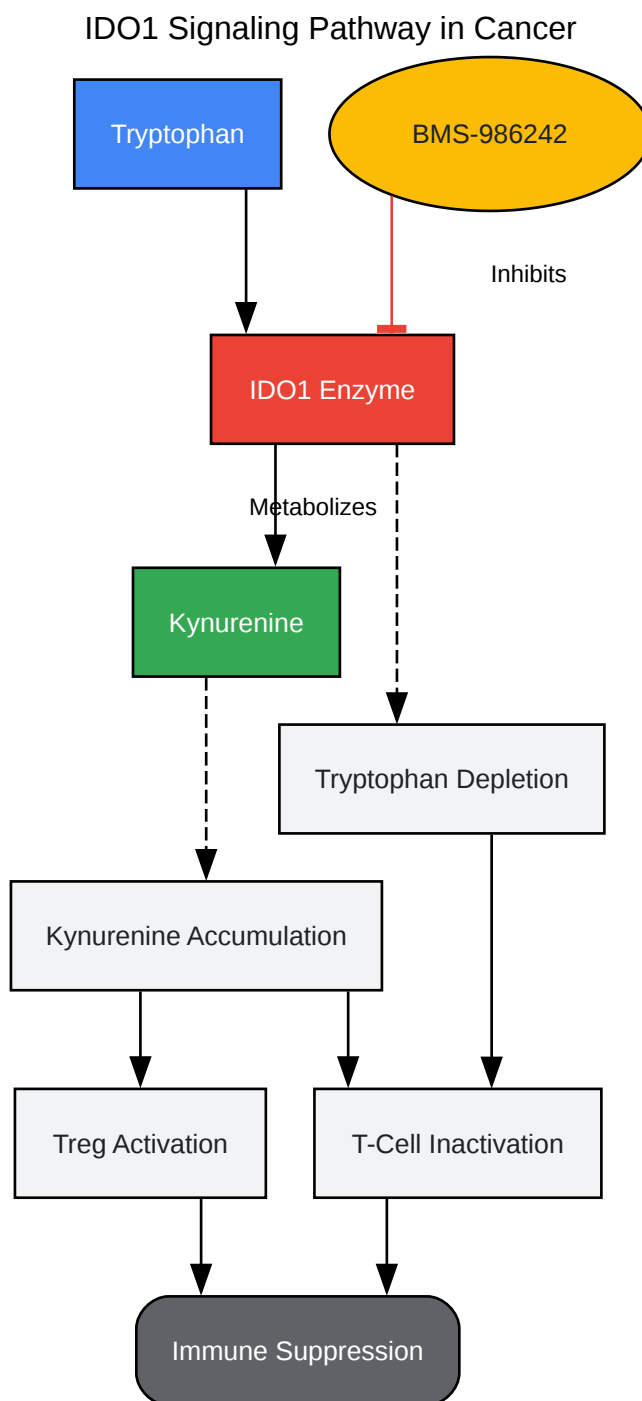 IDO1 Signaling Pathway in Cancer
Tryptophan
BMS-986242
Inhibits
IDO1 Enzyme
Metabolizes
Kynurenine
Tryptophan Depletion
Kynurenine Accumulation
Treg Activation
T-Cell Inactivation
Immune Suppression